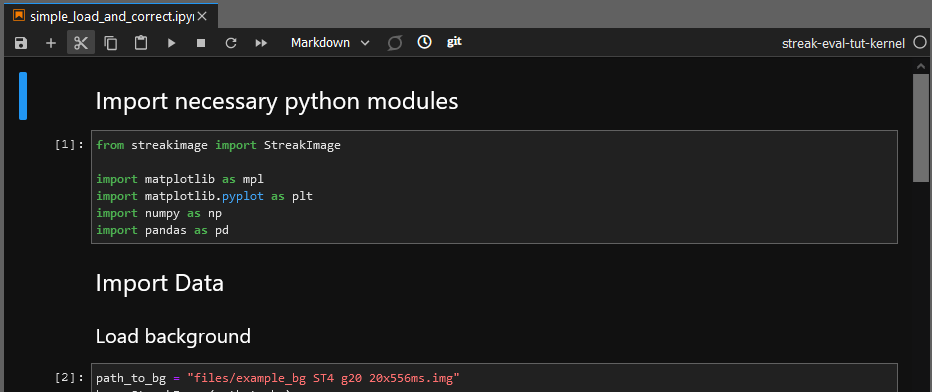 simple_load_and_correct.ipy
Markdown
git
streak-eval-tut-kernel
Import necessary python modules
[1]: from streakimage import StreakImage
import matplotlib as mpl
import matplotlib.pyplot as plt
import numpy as np
import pandas as pd
Import Data
Load background
[2]: path_to_bg = "files/example_bg ST4 g20 20x556ms.img"